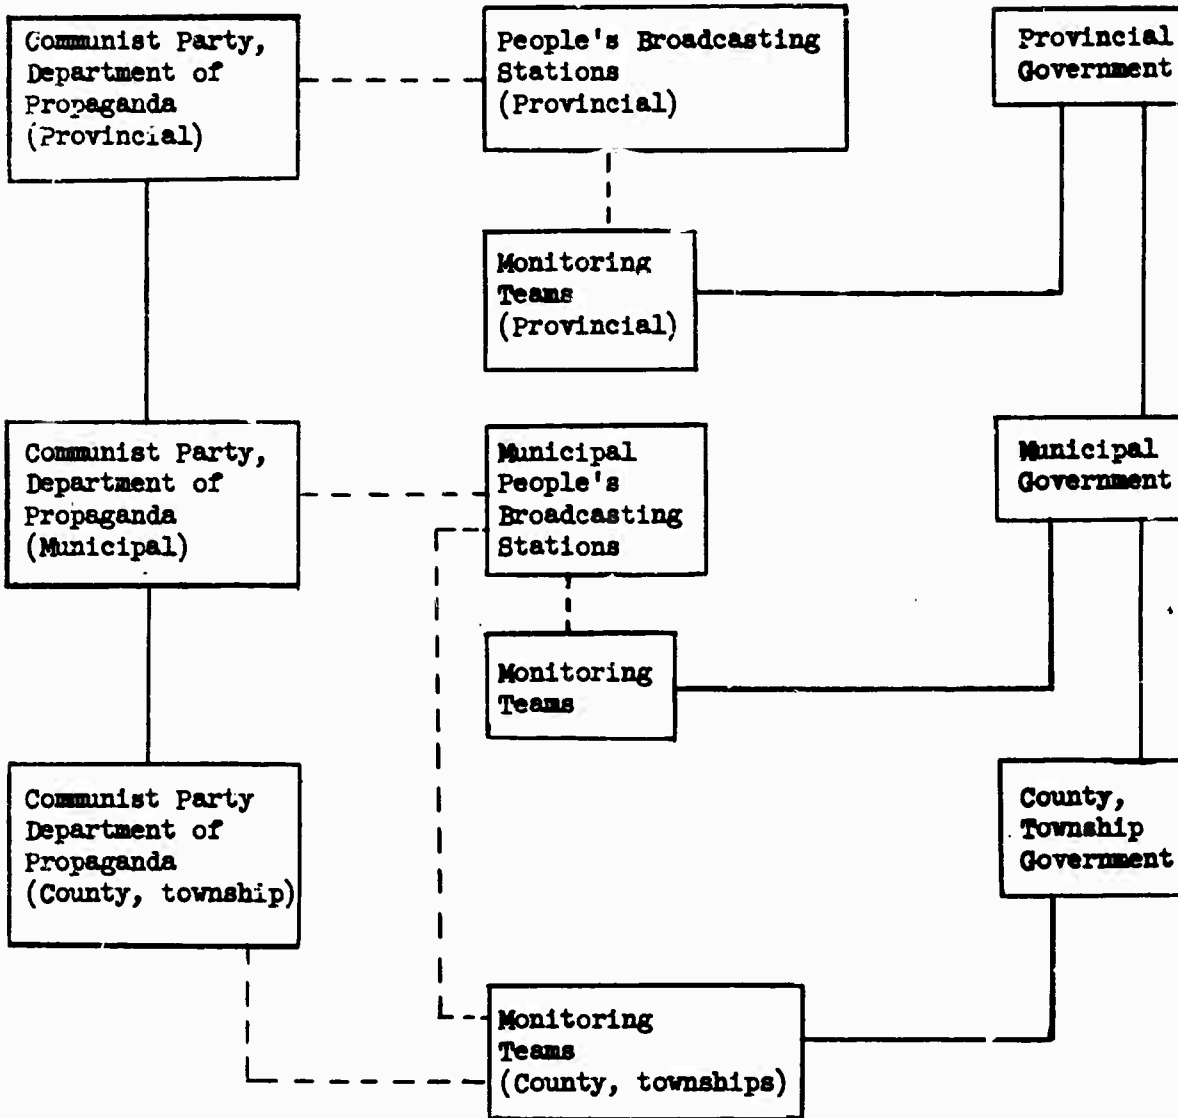 Communist Party,
Department of
Propaganda
(Provincial)
People's Broadcasting
Stations
(Provincial)
Provincial
Government
Monitoring
Teams
(Provincial)
Communist Party,
Department of
Propaganda
(Municipal)
Municipal
People's
Broadcasting
Stations
Municipal
Government
Monitoring
Teams
Communist Party
Department of
Propaganda
(County, township)
County,
Township
Government
Monitoring
Teams
(County, townships)